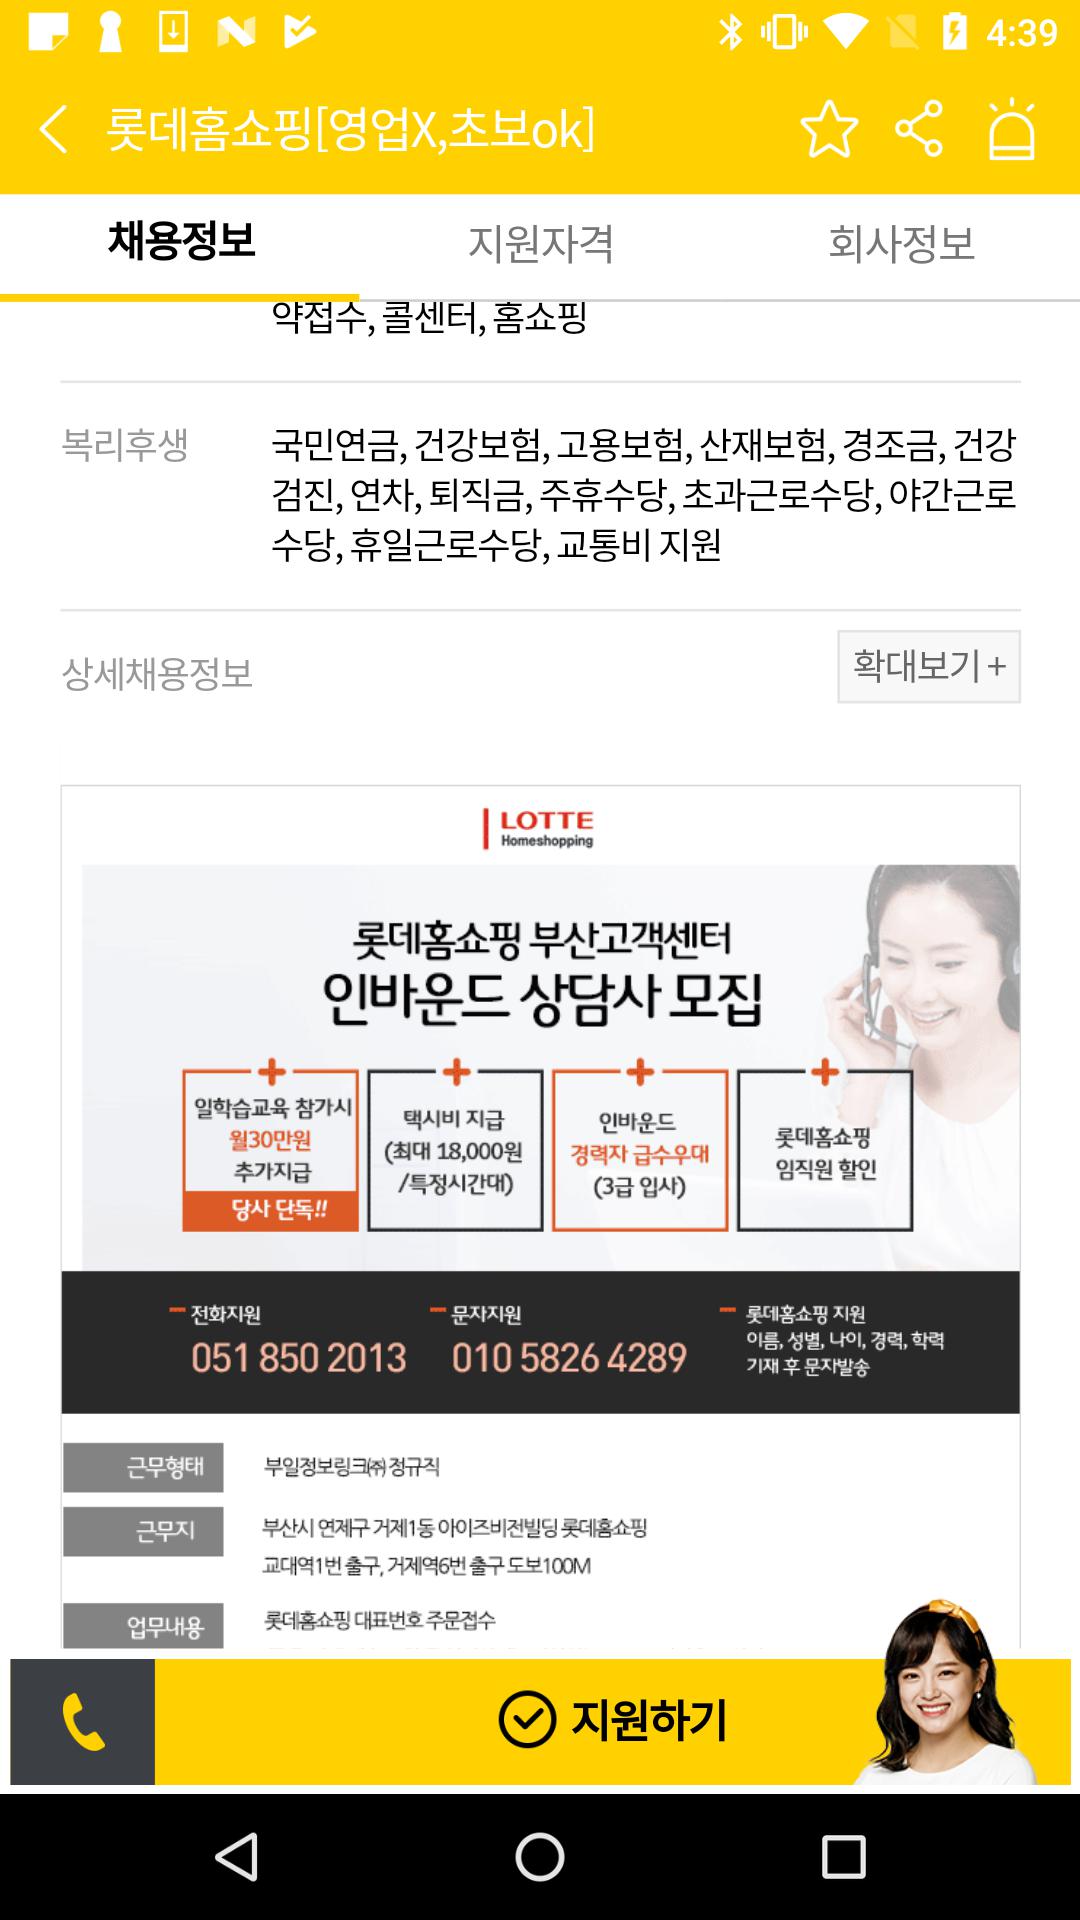 4:39
롯데홈쇼핑[영업X,초보ok]
채용정보 지원자격 회사정보
약접수, 콜센터, 홈쇼핑
복리후생 국민연금, 건강보험, 고용보험, 산재보험, 경조금, 건강
검진, 연차, 퇴직금, 주휴수당, 초과근로수당, 야간근로
수당, 휴일근로수당, 교통비 지원
상세채용정보 확대보기 +
LOTTE
Homeshopping
롯데홈쇼핑 부산고객센터
인바운드 상담사 모집
일학습교육 참가시
월30만원
추가지급
당사 단독!!
택시비 지급
(최대 18,000원
/특정시간대)
인바운드
경력자 급수우대
(3급 입사)
롯데홈쇼핑
임직원 할인
전화지원
051 850 2013
문자지원
010 5826 4289
롯데홈쇼핑 지원
이름, 성별, 나이, 경력, 학력
기재 후 문자발송
근무형태 부일정보링크㈜ 정규직
근무지 부산시 연제구 거제1동 아이즈비전빌딩 롯데홈쇼핑
교대역1번 출구, 거제역6번 출구 도보100M
업무내용 롯데홈쇼핑 대표번호 주문접수
지원하기